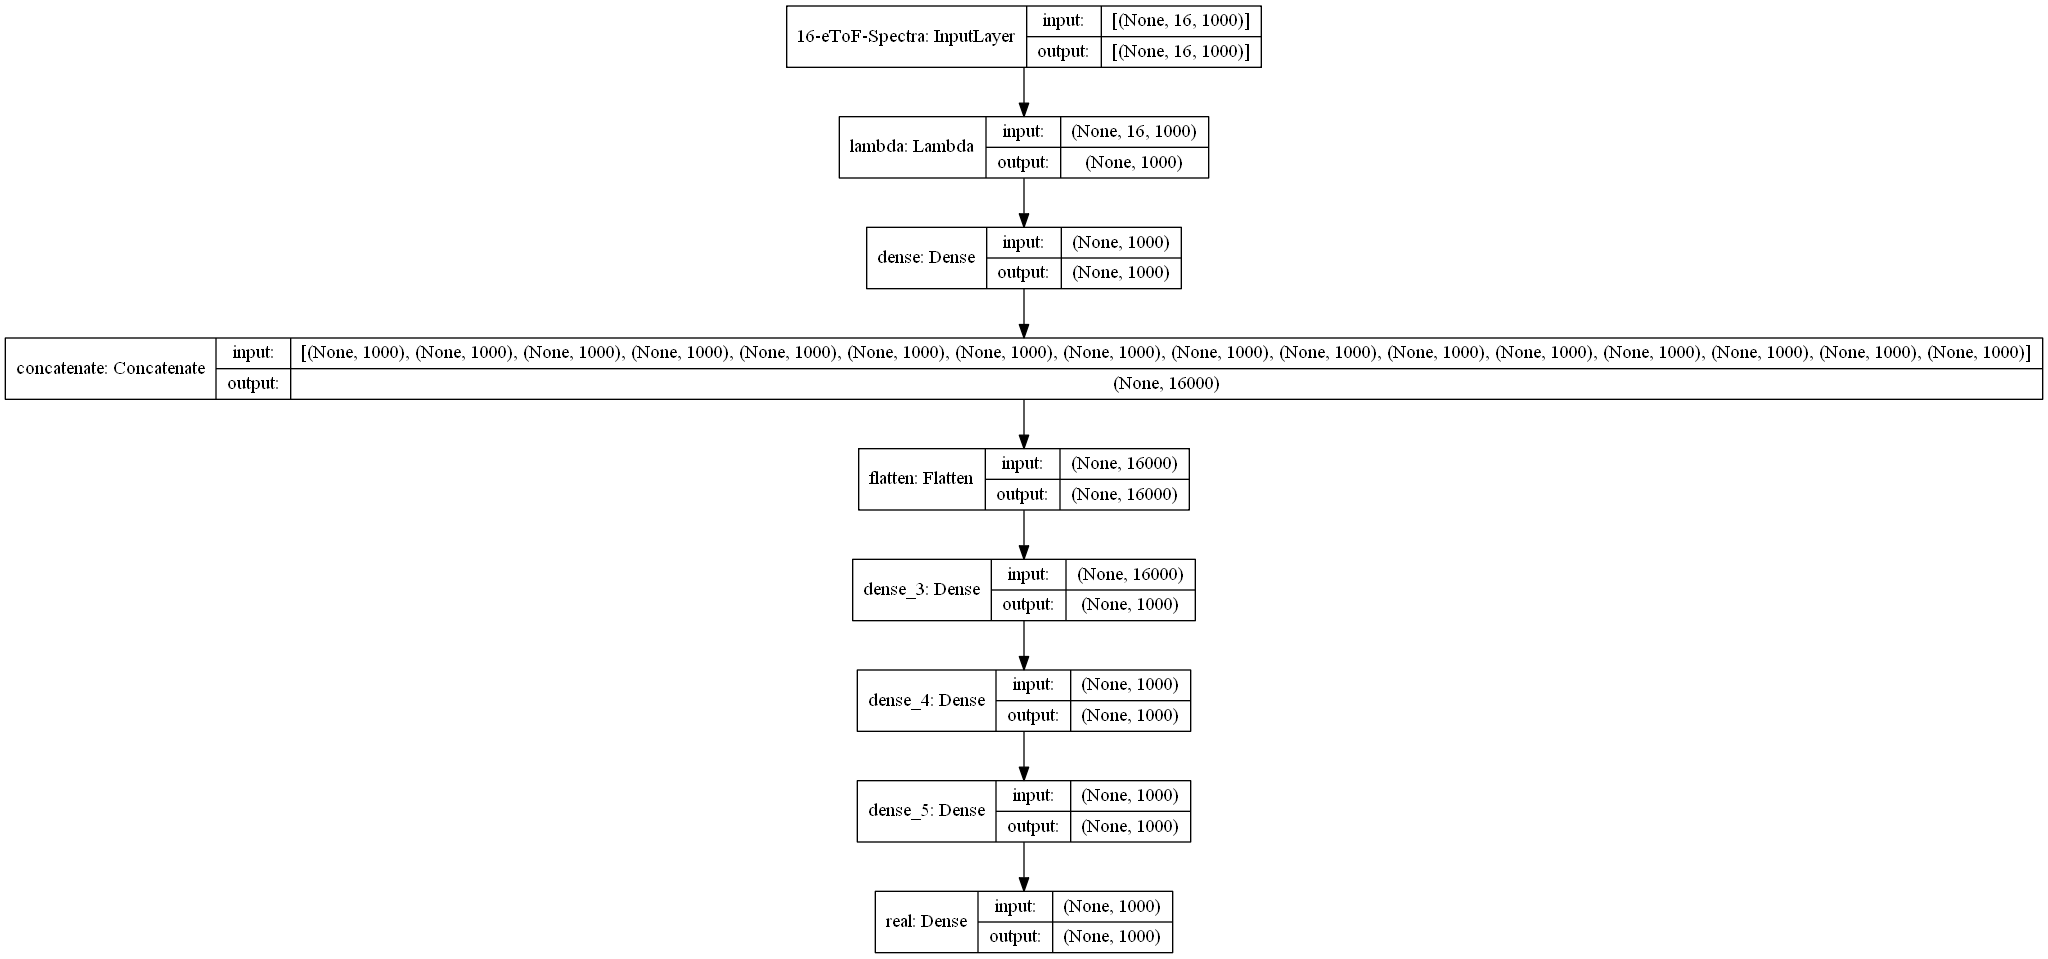 16-eToF-Spectra: InputLayer
input:
[(None, 16, 1000)]
output:
[(None, 16, 1000)]
lambda: Lambda
input:
(None, 16, 1000)
output:
(None, 1000)
dense: Dense
input:
(None, 1000)
output:
(None, 1000)
concatenate: Concatenate
input:
[(None, 1000), (None, 1000), (None, 1000), (None, 1000), (None, 1000), (None, 1000), (None, 1000), (None, 1000), (None, 1000), (None, 1000), (None, 1000), (None, 1000), (None, 1000), (None, 1000), (None, 1000), (None, 1000)]
output:
(None, 16000)
flatten: Flatten
input:
(None, 16000)
output:
(None, 16000)
dense_3: Dense
input:
(None, 16000)
output:
(None, 1000)
dense_4: Dense
input:
(None, 1000)
output:
(None, 1000)
dense_5: Dense
input:
(None, 1000)
output:
(None, 1000)
real: Dense
input:
(None, 1000)
output:
(None, 1000)